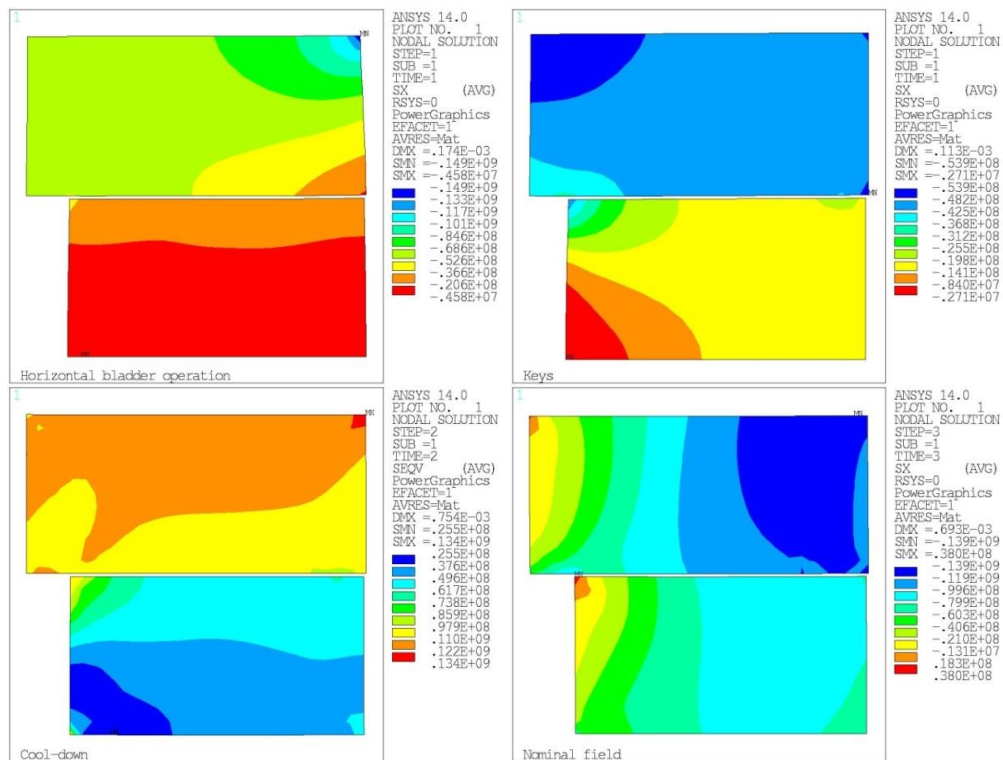 1
ANSYS 14.0
PLOT NO. 1
NODAL SOLUTION
STEP=1
SUB =1
TIME=1
SX (AVG)
RSYS=0
PowerGraphics
EFACET=1
AVRES=Mat
DMX =.174E-03
SMN =-.149E+09
SMX =-.458E+07
-.149E+09
-.133E+09
-.117E+09
-.101E+09
-.846E+08
-.686E+08
-.526E+08
-.366E+08
-.206E+08
-.458E+07
MN
Horizontal bladder operation
1
ANSYS 14.0
PLOT NO. 1
NODAL SOLUTION
STEP=1
SUB =1
TIME=1
SX (AVG)
RSYS=0
PowerGraphics
EFACET=1
AVRES=Mat
DMX =.113E-03
SMN =-.539E+08
SMX =-.271E+07
-.539E+08
-.482E+08
-.425E+08
-.368E+08
-.312E+08
-.255E+08
-.198E+08
-.141E+08
-.840E+07
-.271E+07
MN
Keys
1
ANSYS 14.0
PLOT NO. 1
NODAL SOLUTION
STEP=2
SUB =1
TIME=2
SEQV (AVG)
PowerGraphics
EFACET=1
AVRES=Mat
DMX =.754E-03
SMN =.255E+08
SMX =.134E+09
.255E+08
.376E+08
.496E+08
.617E+08
.738E+08
.859E+08
.979E+08
.110E+09
.122E+09
.134E+09
MX
Cool-down
1
ANSYS 14.0
PLOT NO. 1
NODAL SOLUTION
STEP=3
SUB =1
TIME=3
SX (AVG)
RSYS=0
PowerGraphics
EFACET=1
AVRES=Mat
DMX =.693E-03
SMN =-.139E+09
SMX =.380E+08
-.139E+09
-.119E+09
-.996E+08
-.799E+08
-.603E+08
-.406E+08
-.210E+08
-.131E+07
.183E+08
.380E+08
MN
Nominal field